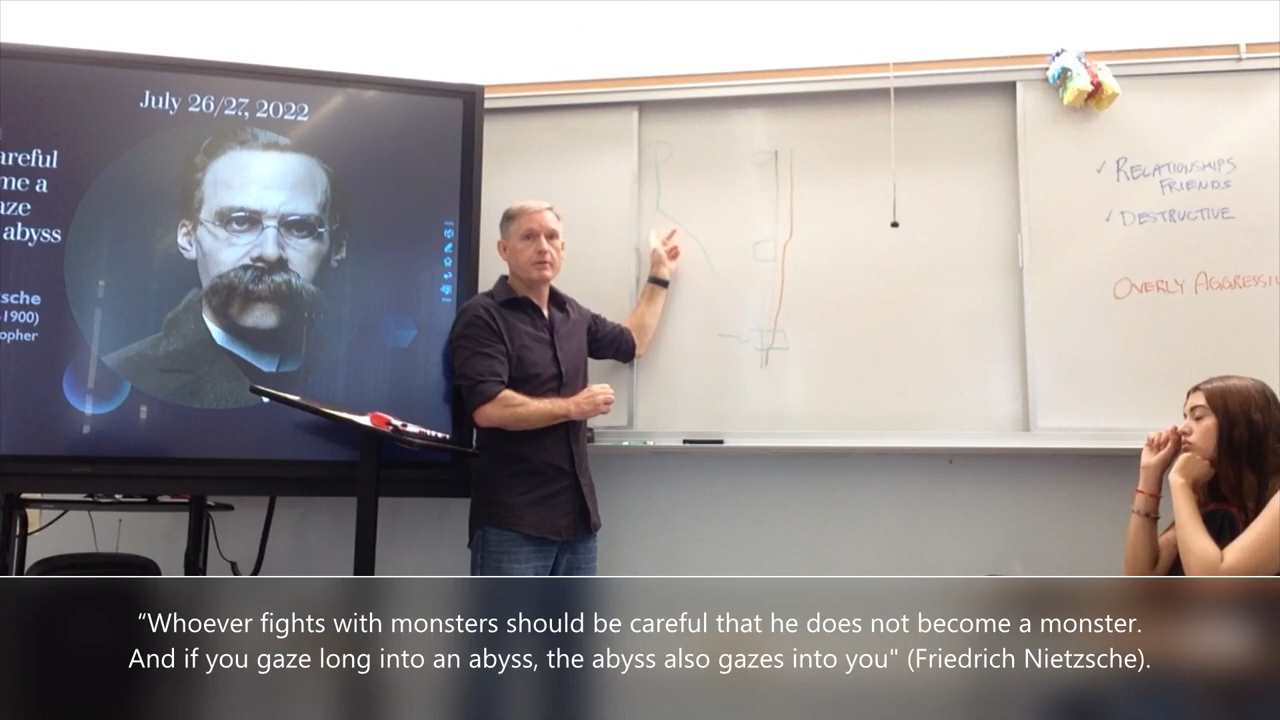 July 26/27, 2022
areful
me a
aze
abyss
sche
1900)
opher
RELATIONSHIPS
FRIENDS
DESTRUCTIVE
OVERLY AGGRESSI
“Whoever fights with monsters should be careful that he does not become a monster.
And if you gaze long into an abyss, the abyss also gazes into you" (Friedrich Nietzsche).